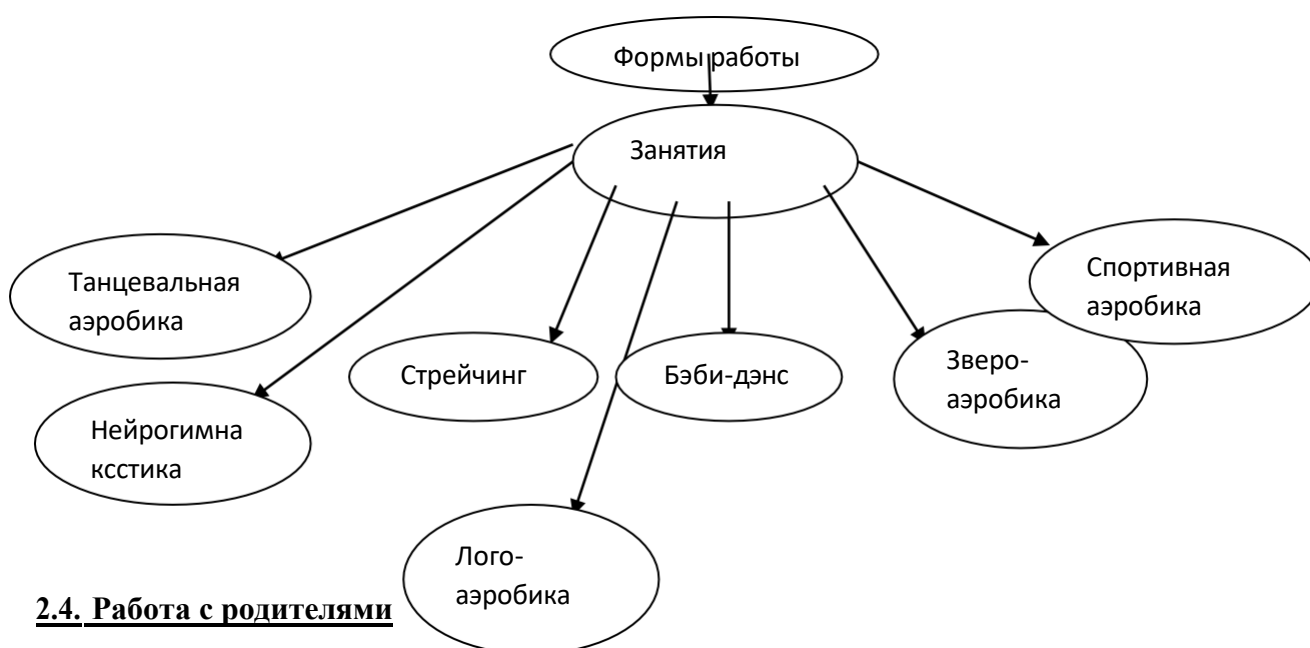 Формы работы
Занятия
Танцевальная
аэробика
Нейрогимна
ксстика
Стрейчинг
Бэби-дэнс
Зверо-
аэробика
Спортивная
аэробика
Лого-
аэробика
2.4. Работа с родителями